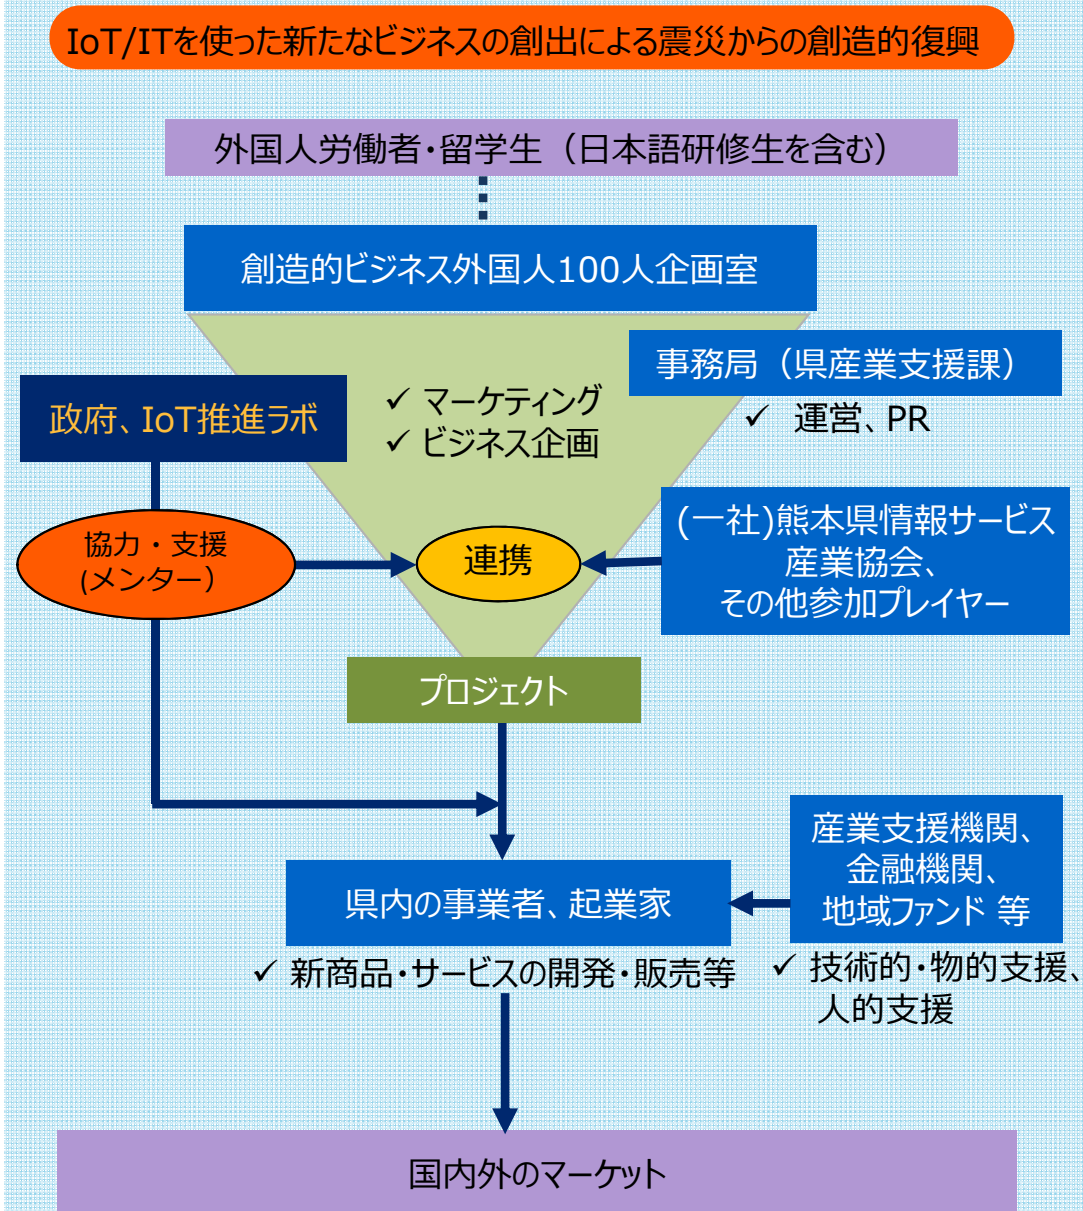 IoT/ITを使った新たなビジネスの創出による震災からの創造的復興
外国人労働者・留学生（日本語研修生を含む）
創造的ビジネス外国人100人企画室
事務局（県産業支援課）
✓ 運営、PR
政府、IoT推進ラボ
✓ マーケティング
✓ ビジネス企画
協力・支援
(メンター）
連携
(一社)熊本県情報サービス
産業協会、
その他参加プレイヤー
プロジェクト
産業支援機関、
金融機関、
地域ファンド 等
県内の事業者、起業家
✓ 新商品・サービスの開発・販売等
✓ 技術的・物的支援、
人的支援
国内外のマーケット